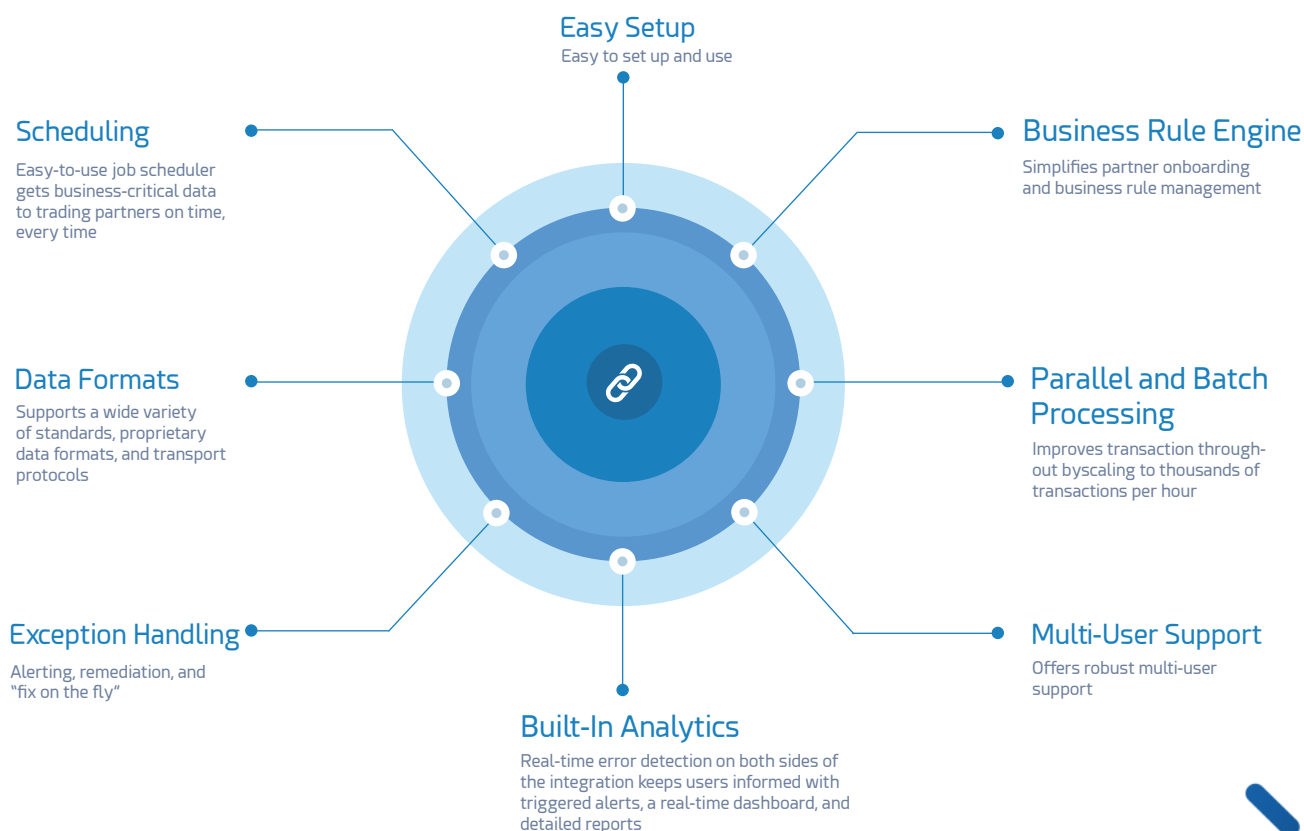 Easy Setup
Easy to set up and use
Scheduling
Easy-to-use job scheduler
gets business-critical data
to trading partners on time,
every time
Business Rule Engine
Simplifies partner onboarding
and business rule management
Data Formats
Supports a wide variety
of standards, proprietary
data formats, and transport
protocols
Parallel and Batch
Processing
Improves transaction through-
out byscaling to thousands of
transactions per hour
Exception Handling
Alerting, remediation, and
“fix on the fly”
Multi-User Support
Offers robust multi-user
support
Built-In Analytics
Real-time error detection on both sides of
the integration keeps users informed with
triggered alerts, a real-time dashboard, and
detailed reports